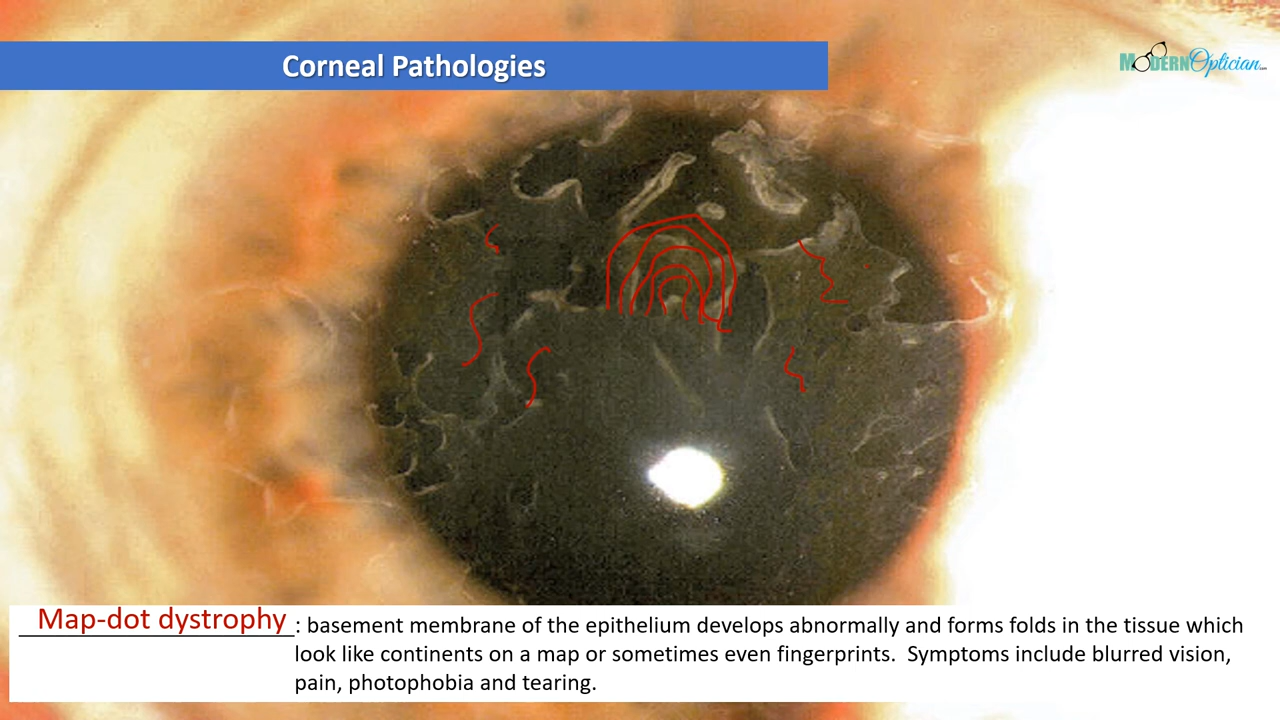 Corneal Pathologies
MODERNOptician.com
Map-dot dystrophy: basement membrane of the epithelium develops abnormally and forms folds in the tissue which
look like continents on a map or sometimes even fingerprints. Symptoms include blurred vision,
pain, photophobia and tearing.